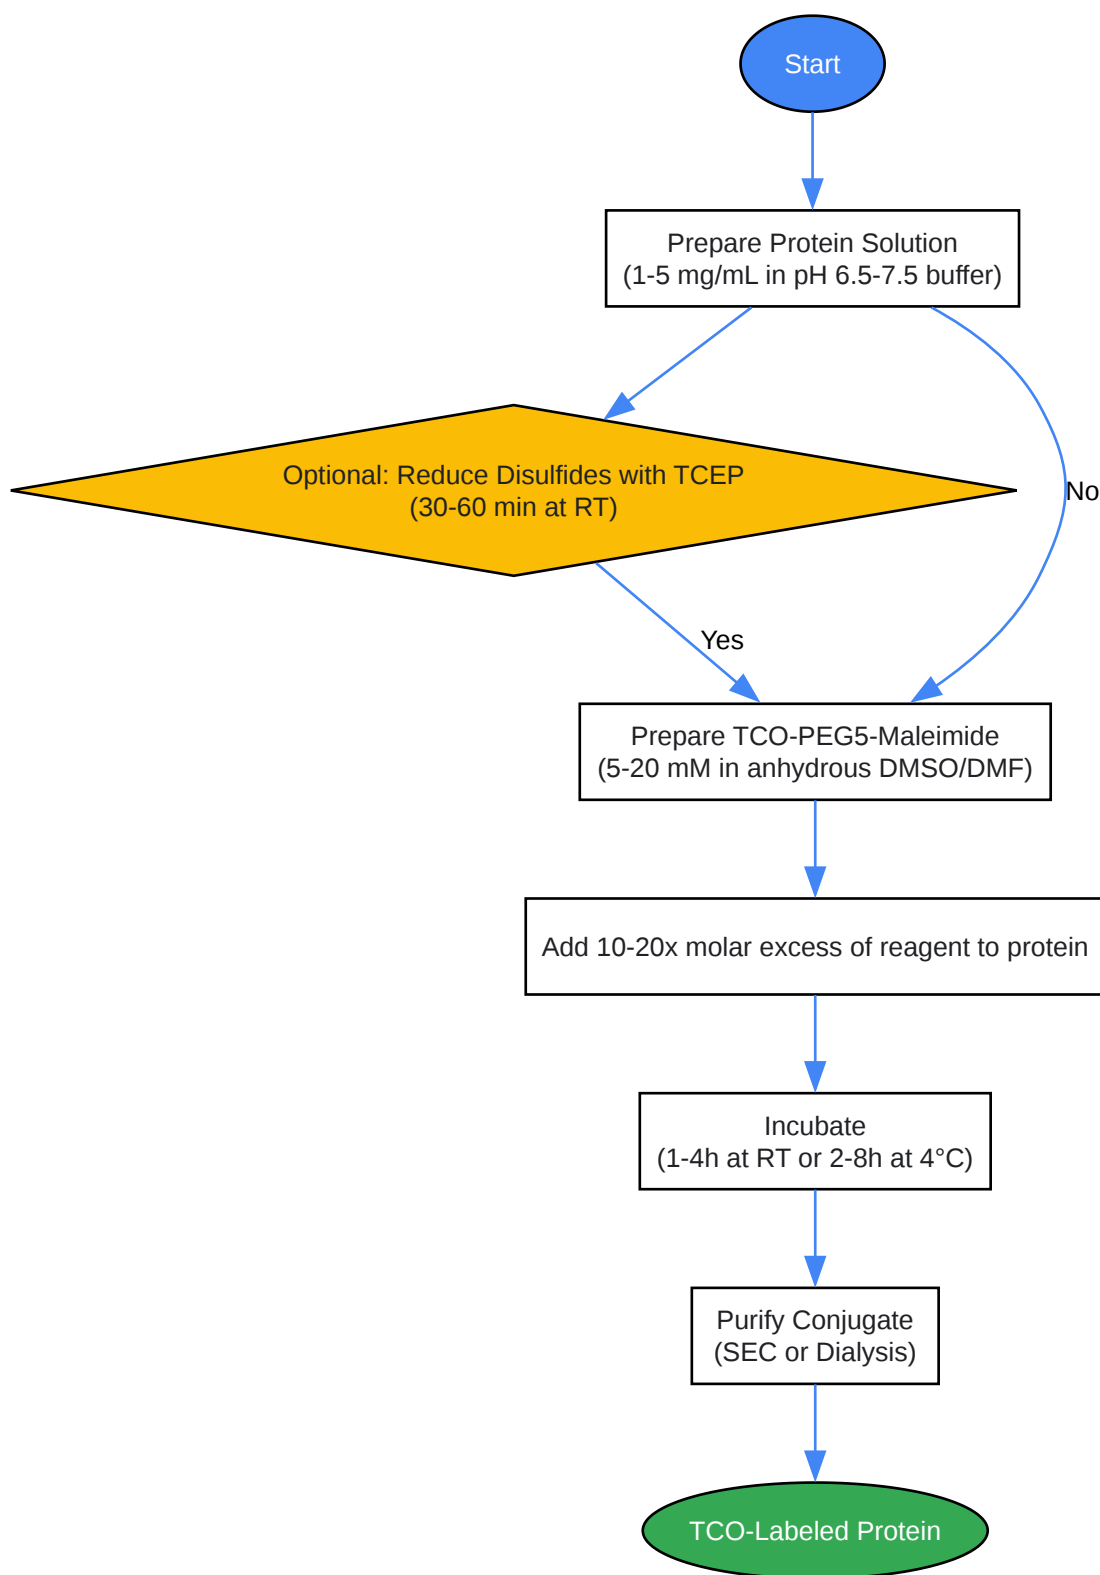 Start
Prepare Protein Solution
(1-5 mg/mL in pH 6.5-7.5 buffer)
Optional: Reduce Disulfides with TCEP
(30-60 min at RT)
No
Yes
Prepare TCO-PEG5-Maleimide
(5-20 mM in anhydrous DMSO/DMF)
Add 10-20x molar excess of reagent to protein
Incubate
(1-4h at RT or 2-8h at 4°C)
Purify Conjugate
(SEC or Dialysis)
TCO-Labeled Protein